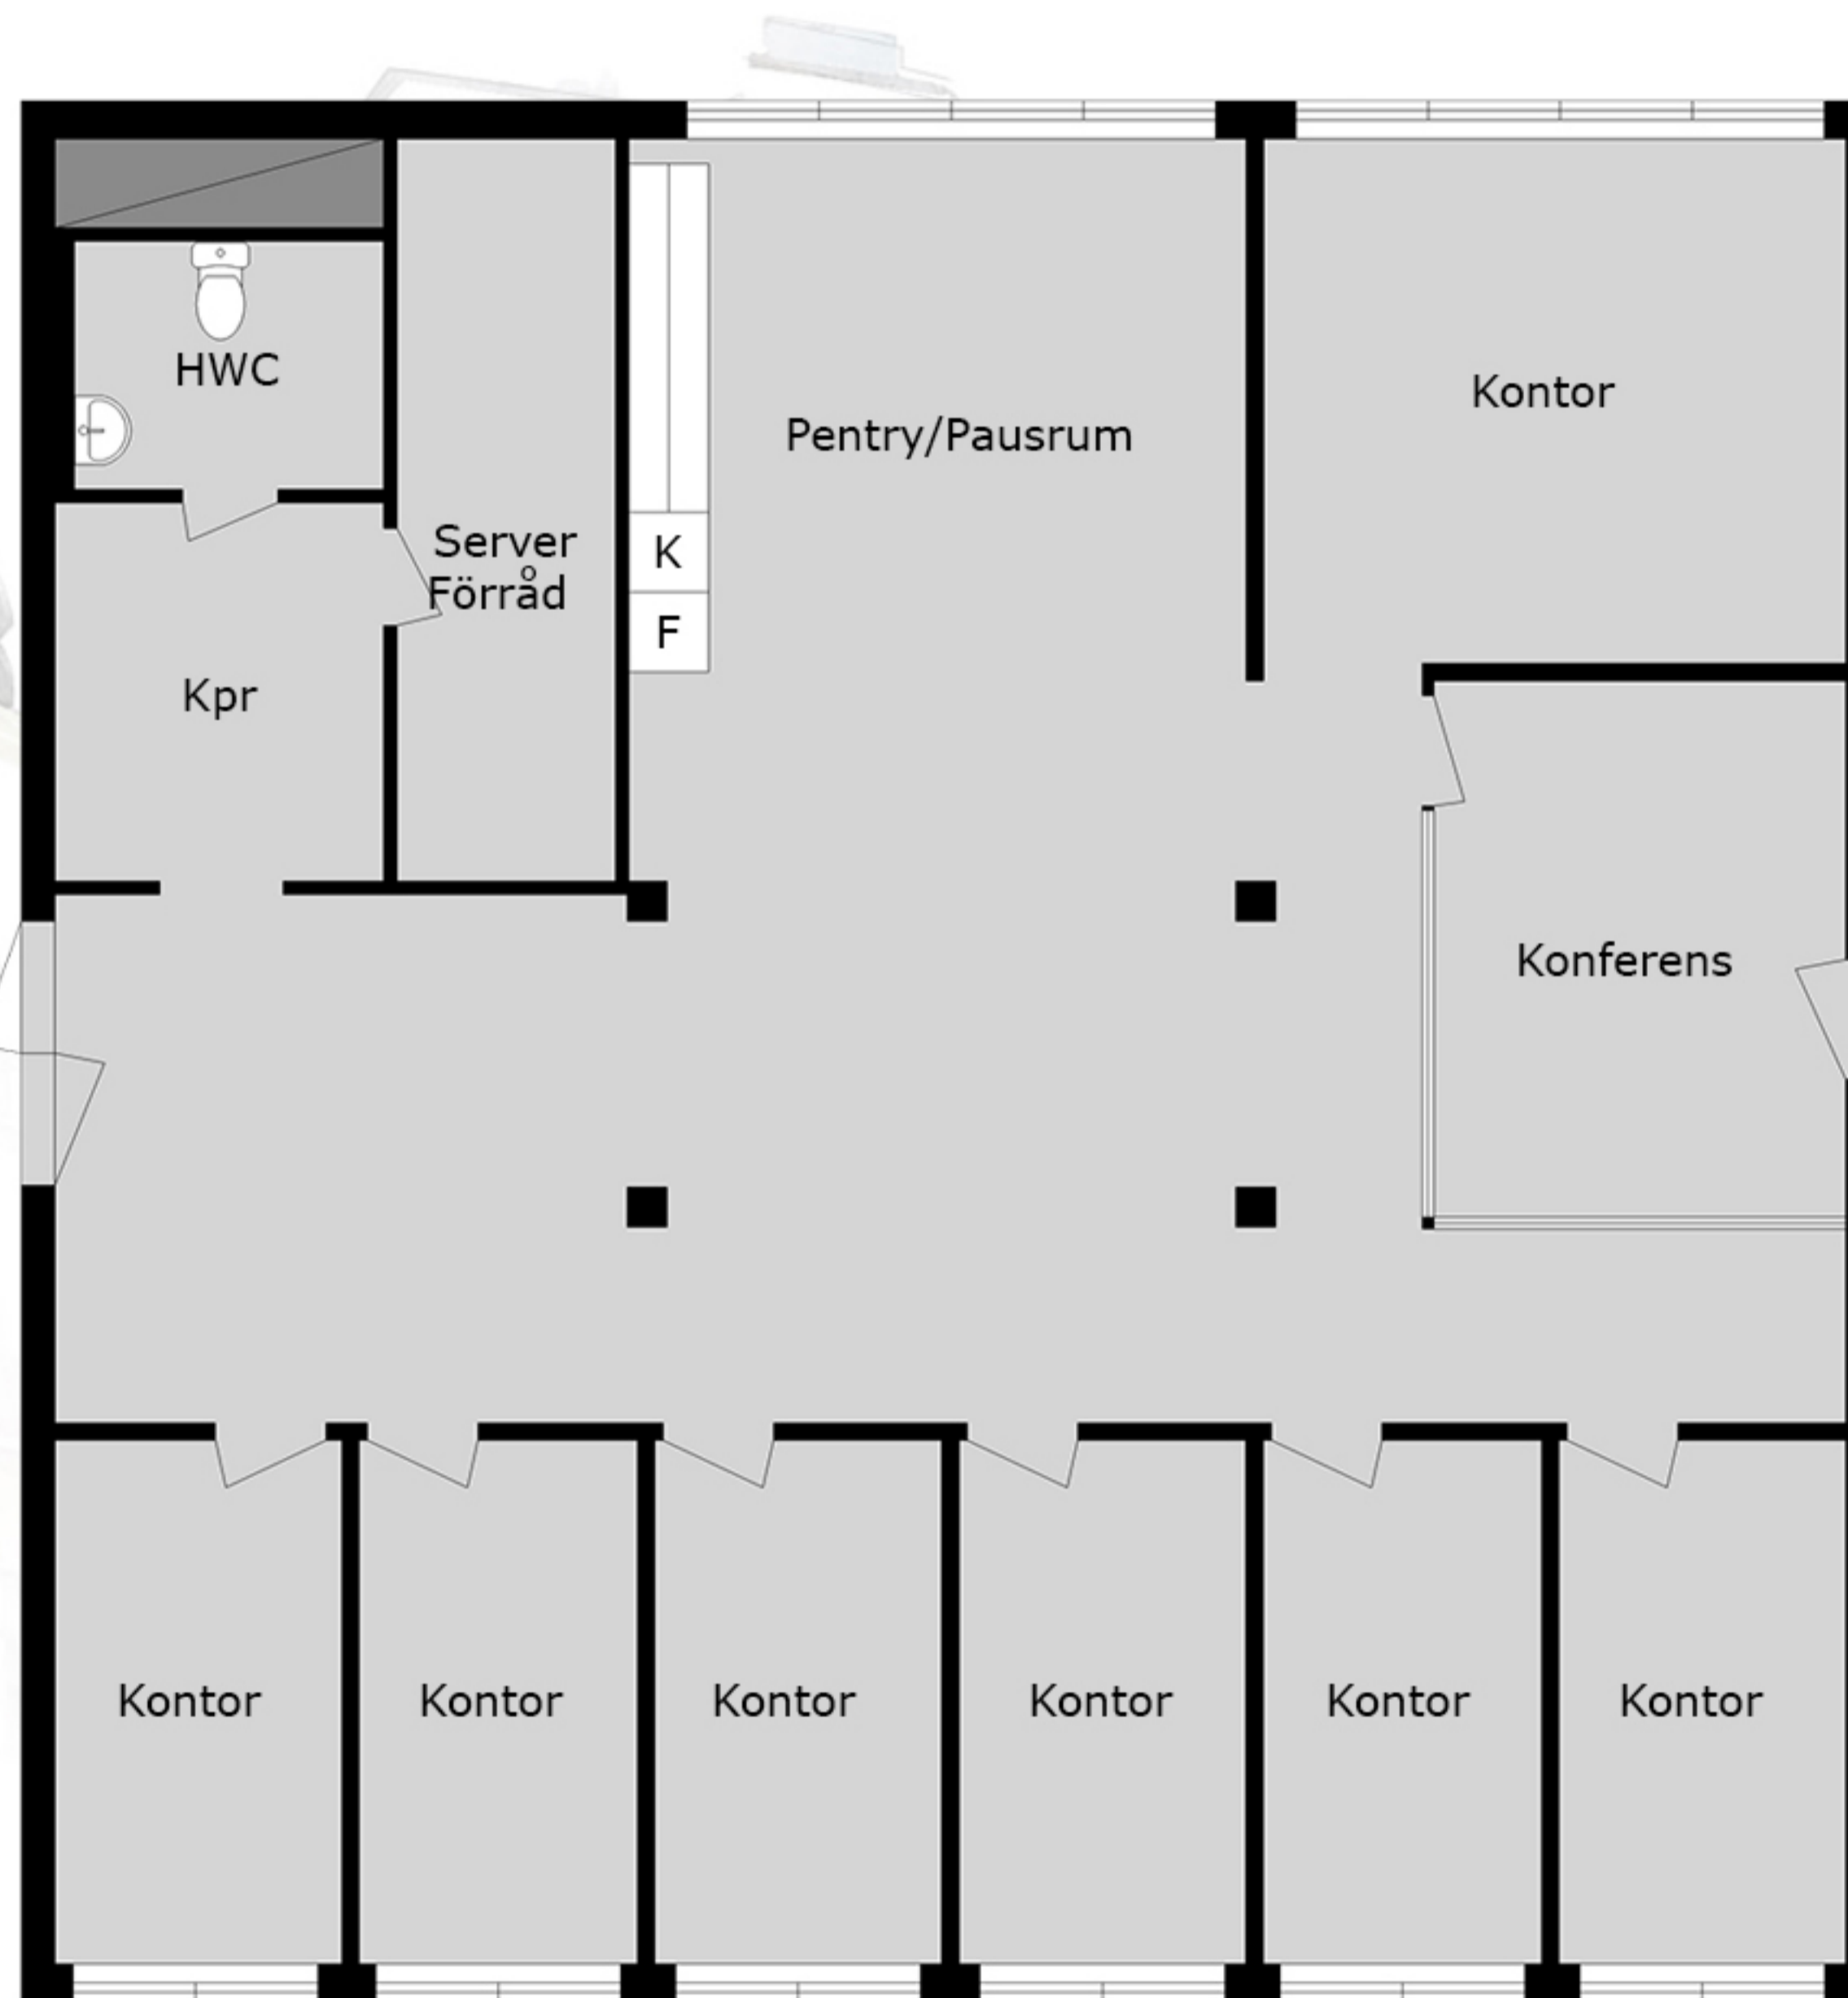 HWC
Kontor
Pentry/Pausrum
Server
Förråd
K
F
Kpr
Konferens
Kontor
Kontor
Kontor
Kontor
Kontor
Kontor